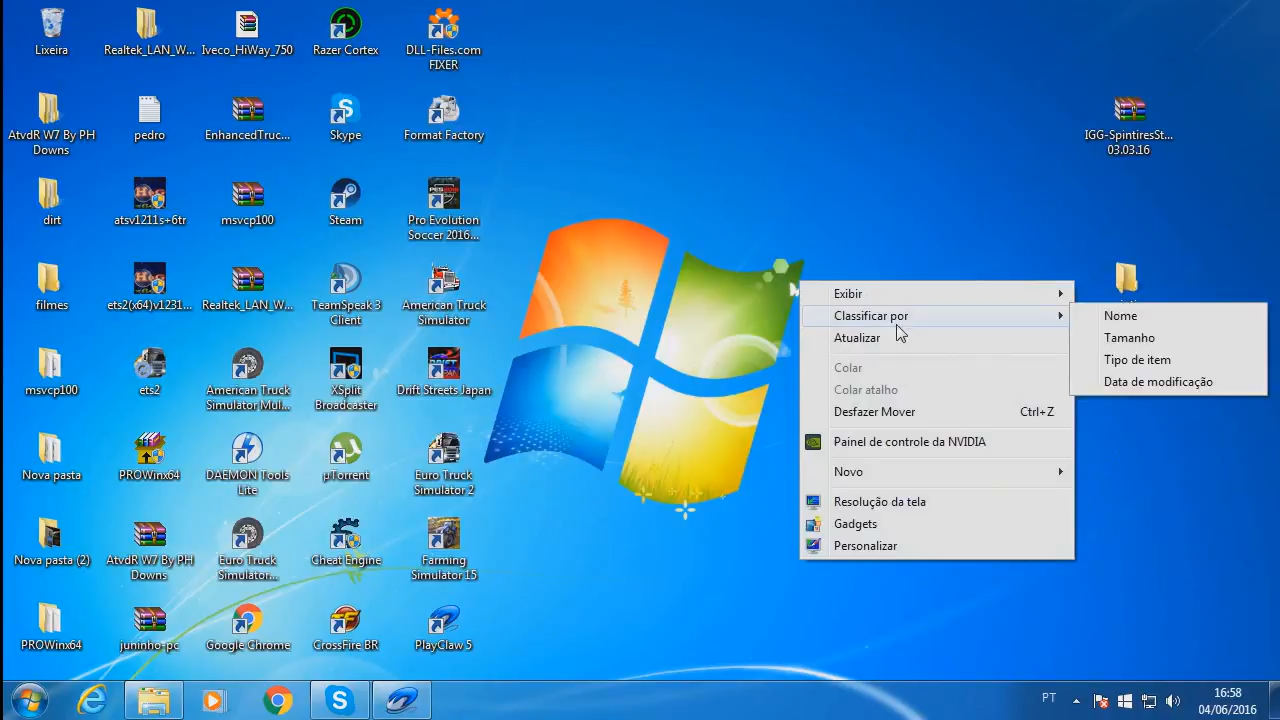 Lixeira
Realtek_LAN_W...
Iveco_HiWay_750
Razer Cortex
DLL-Files.com
FIXER
AtvdR W7 By PH
Downs
pedro
EnhancedTruc...
Skype
Format Factory
IGG-SpintiresSt...
03.03.16
dirt
atsv1211s+6tr
msvcp100
Steam
Pro Evolution
Soccer 2016...
filmes
ets2(x64)v1231...
Realtek_LAN_W...
TeamSpeak 3
Client
American Truck
Simulator
msvcp100
ets2
American Truck
Simulator Mul...
XSplit
Broadcaster
Drift Streets Japan
Nova pasta
PROWinx64
DAEMON Tools
Lite
µTorrent
Euro Truck
Simulator 2
Nova pasta (2)
AtvdR W7 By PH
Downs
Euro Truck
Simulator...
Cheat Engine
Farming
Simulator 15
PROWinx64
juninho-pc
Google Chrome
CrossFire BR
PlayClaw 5
Exibir
Classificar por
Atualizar
Colar
Colar atalho
Desfazer Mover Ctrl+Z
Painel de controle da NVIDIA
Novo
Resolução da tela
Gadgets
Personalizar
Nome
Tamanho
Tipo de item
Data de modificação
PT
16:58
04/06/2016